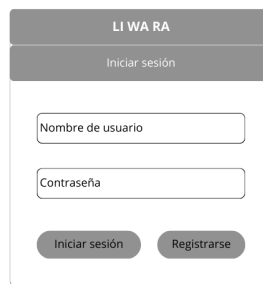 LI WA RA
Iniciar sesión
Nombre de usuario
Contraseña
Iniciar sesión Registrarse